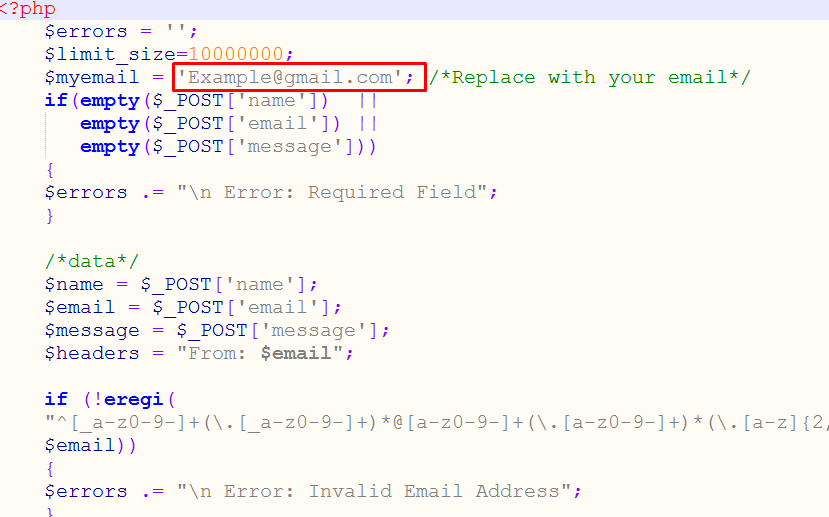 <?php
$errors = '';
$limit_size=10000000;
$myemail = 'Example@gmail.com'; /*Replace with your email*/
if(empty($_POST['name']) ||
empty($_POST['email']) ||
empty($_POST['message']))
{
$errors .= "\n Error: Required Field";
}
/*data*/
$name = $_POST['name'];
$email = $_POST['email'];
$message = $_POST['message'];
$headers = "From: $email";
if (!eregi(
"^[_a-z0-9-]+(\.[_a-z0-9-]+)*@[a-z0-9-]+(\.[a-z0-9-]+)*(\.[a-z]{2,
$email))
{
$errors .= "\n Error: Invalid Email Address";
}